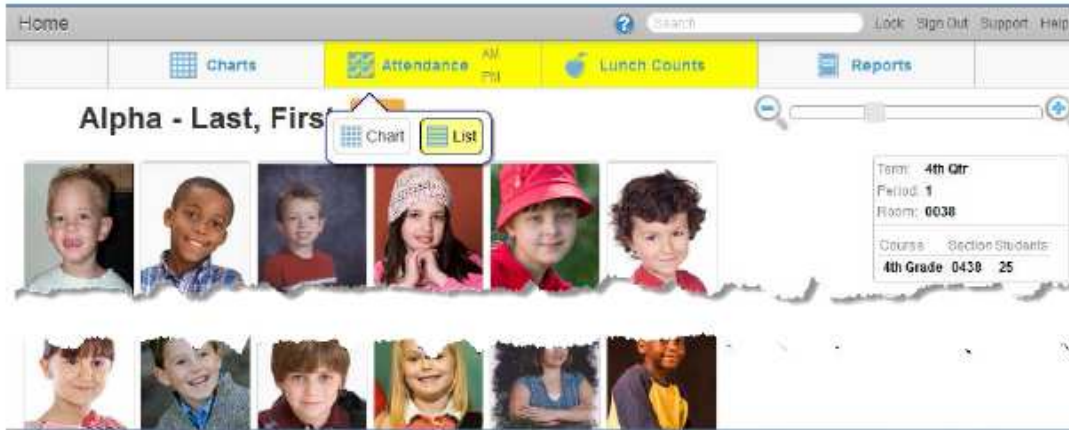 Home Search Lock Sign Out Support Help
Charts Attendance AM PM Lunch Counts Reports
Alpha - Last, First
Chart List
Term: 4th Qtr
Period: 1
Room: 0038
Course Section Students
4th Grade 0438 25